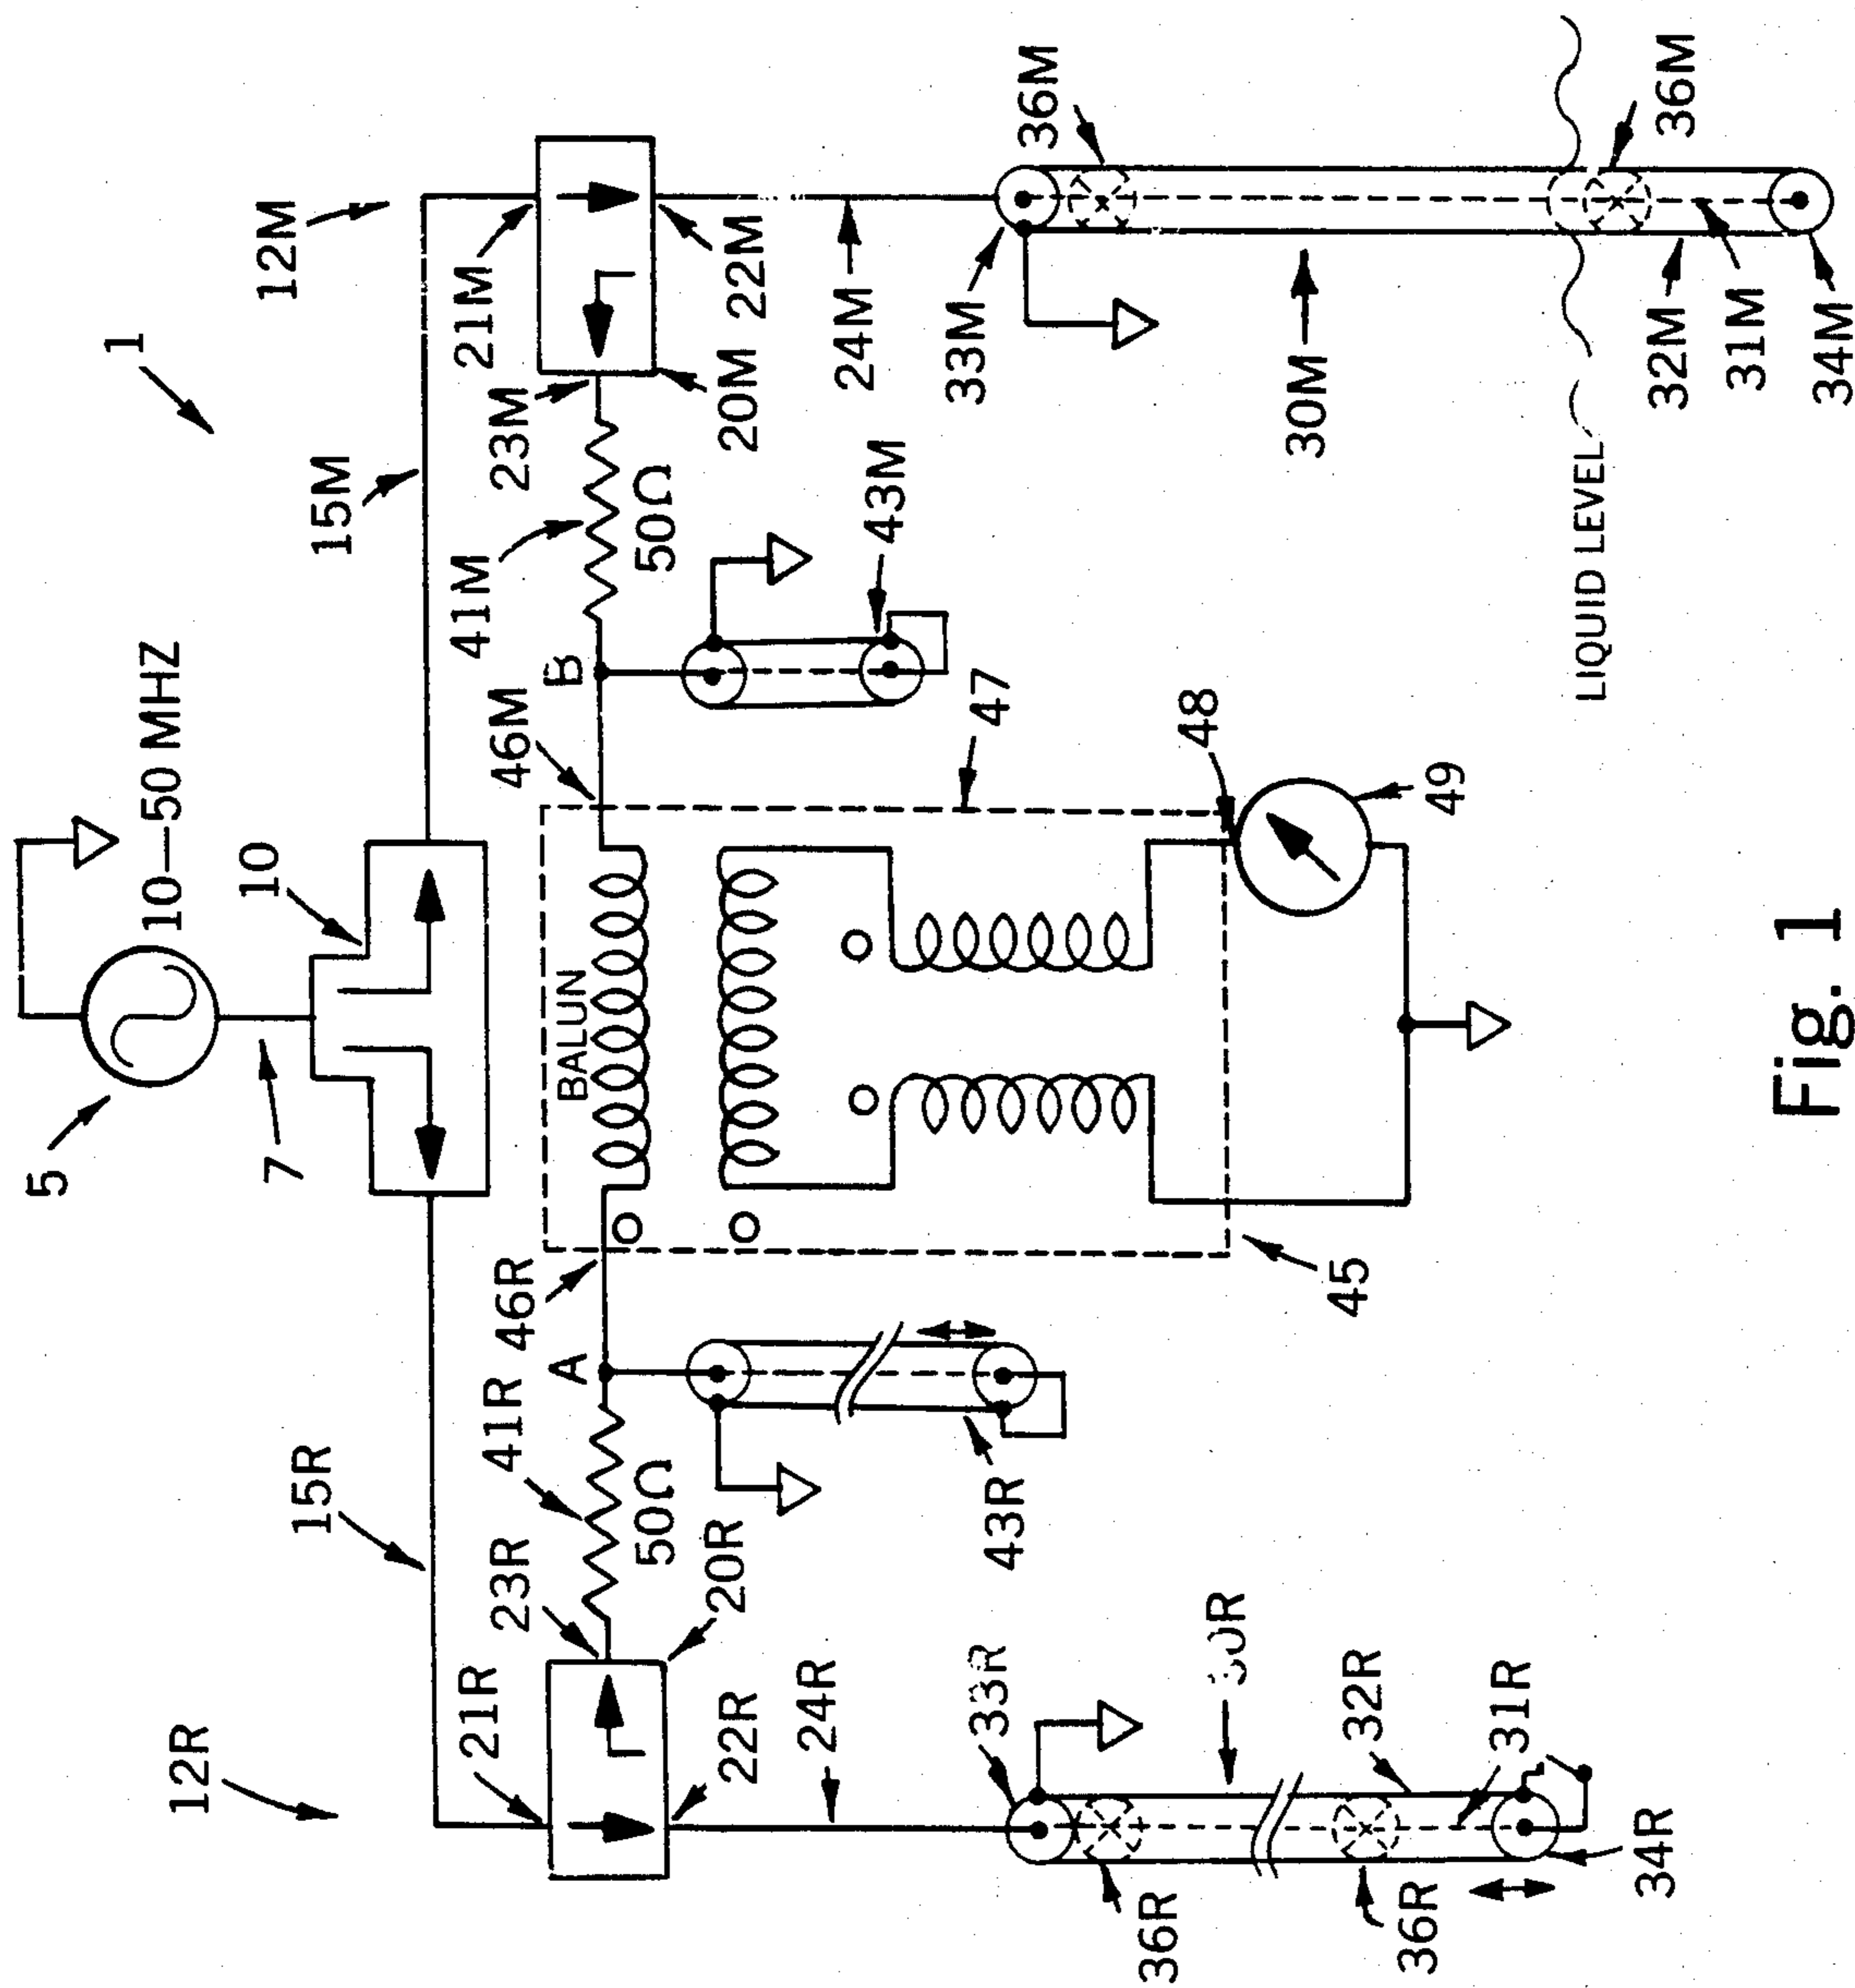 1
12M
15M
21M
22M
23M
20M
24M
41M
50Ω
B
46M
43M
47
33M
36M
30M
LIQUID LEVEL
36M
32M
31M
34M
5
10—50 MHZ
7
10
BALUN
48
49
45
12R
15R
21R
22R
23R
20R
24R
41R
50Ω
A
46R
43R
33R
36R
32R
31R
36R
34R
Fig. 1